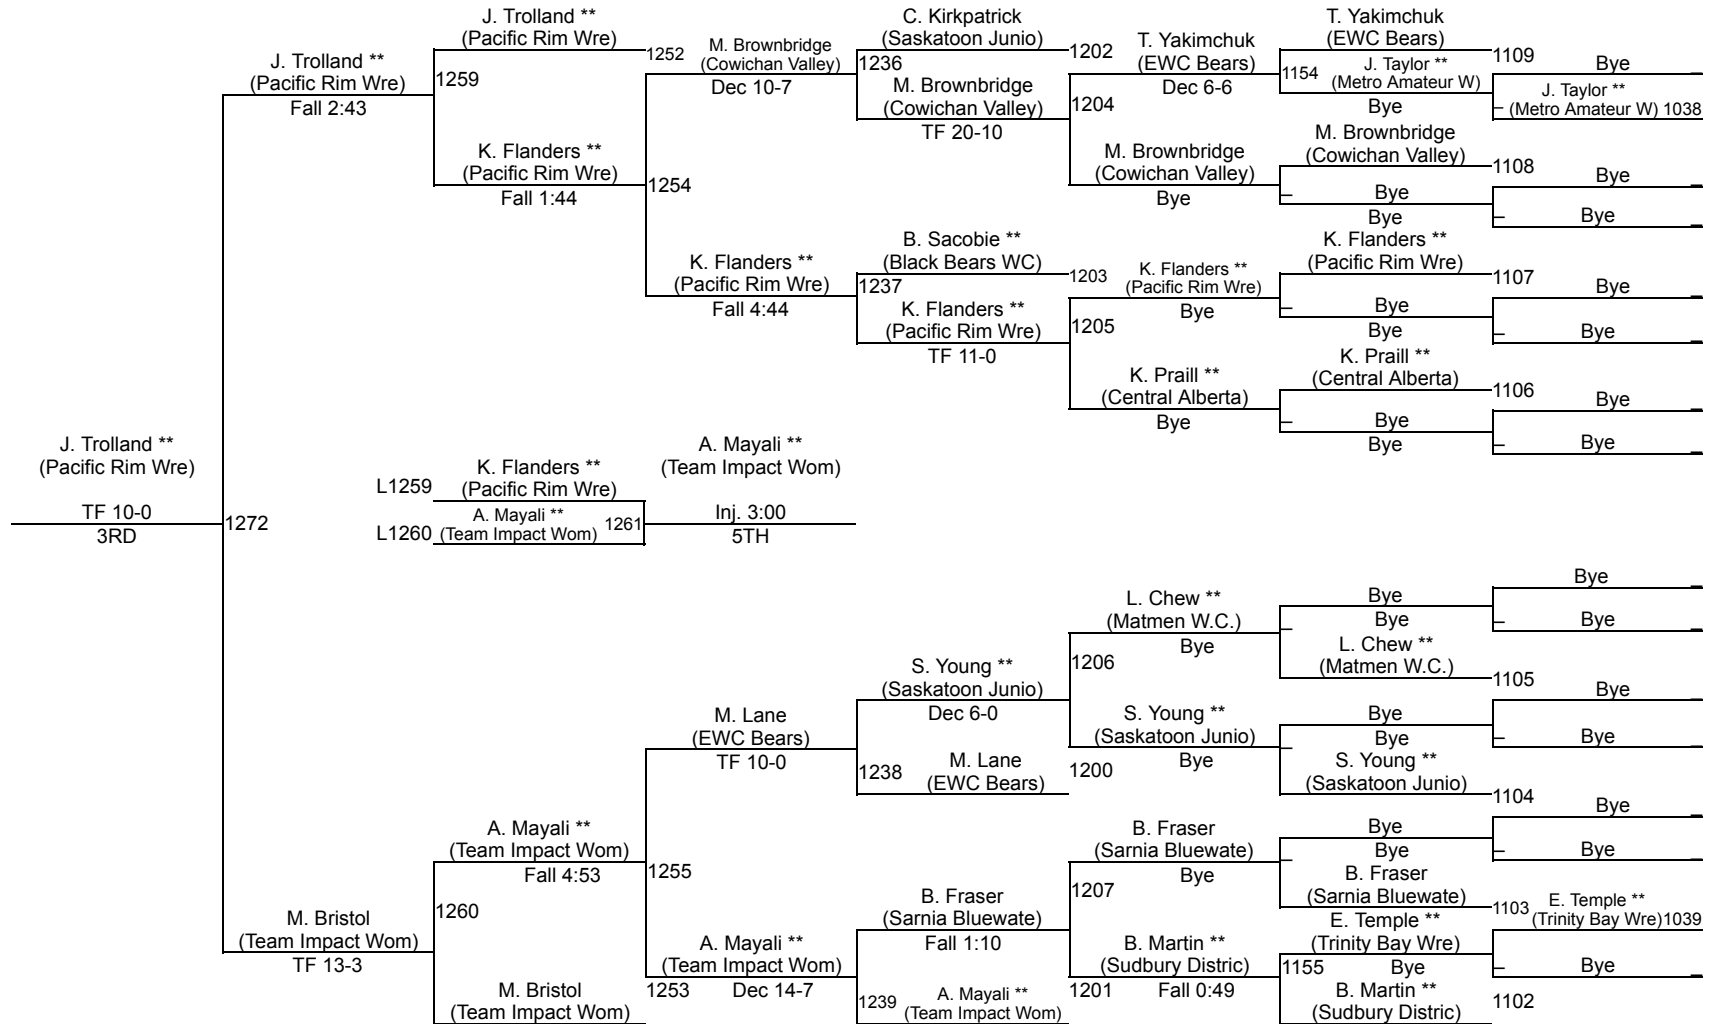 J. Trolland **
(Pacific Rim Wre)
TF 10-0
3RD
1272
J. Trolland **
(Pacific Rim Wre)
Fall 2:43
M. Bristol
(Team Impact Wom)
TF 13-3
J. Trolland **
(Pacific Rim Wre)
1252
1259
K. Flanders **
(Pacific Rim Wre)
Fall 1:44
L1259
K. Flanders **
(Pacific Rim Wre)
L1260
A. Mayali **
(Team Impact Wom)
1261
A. Mayali **
(Team Impact Wom)
Inj. 3:00
5TH
A. Mayali **
(Team Impact Wom)
Fall 4:53
1260
M. Bristol
(Team Impact Wom)
1253
M. Brownbridge
(Cowichan Valley)
Dec 10-7
1254
K. Flanders **
(Pacific Rim Wre)
Fall 4:44
M. Lane
(EWC Bears)
TF 10-0
1255
A. Mayali **
(Team Impact Wom)
Dec 14-7
C. Kirkpatrick
(Saskatoon Junio)
1202
1236
M. Brownbridge
(Cowichan Valley)
TF 20-10
B. Sacobie **
(Black Bears WC)
1203
1237
K. Flanders **
(Pacific Rim Wre)
TF 11-0
S. Young **
(Saskatoon Junio)
Dec 6-0
1238
M. Lane
(EWC Bears)
1200
B. Fraser
(Sarnia Bluewate)
Fall 1:10
1239
A. Mayali **
(Team Impact Wom)
1201
T. Yakimchuk
(EWC Bears)
Dec 6-6
1204
M. Brownbridge
(Cowichan Valley)
Bye
K. Flanders **
(Pacific Rim Wre)
Bye
1205
K. Praill **
(Central Alberta)
Bye
L. Chew **
(Matmen W.C.)
Bye
1206
S. Young **
(Saskatoon Junio)
Bye
B. Fraser
(Sarnia Bluewate)
Bye
1207
B. Martin **
(Sudbury Distric)
Fall 0:49
T. Yakimchuk
(EWC Bears)
1109
1154
J. Taylor **
(Metro Amateur W)
Bye
M. Brownbridge
(Cowichan Valley)
1108
Bye
Bye
K. Flanders **
(Pacific Rim Wre)
1107
Bye
Bye
K. Praill **
(Central Alberta)
1106
Bye
Bye
Bye
Bye
L. Chew **
(Matmen W.C.)
1105
Bye
Bye
S. Young **
(Saskatoon Junio)
1104
Bye
Bye
B. Fraser
(Sarnia Bluewate)
1103
E. Temple **
(Trinity Bay Wre)
1155
Bye
B. Martin **
(Sudbury Distric)
1102
Bye
J. Taylor **
(Metro Amateur W) 1038
Bye
Bye
Bye
Bye
Bye
Bye
Bye
Bye
Bye
Bye
Bye
Bye
E. Temple **
(Trinity Bay Wre)1039
Bye